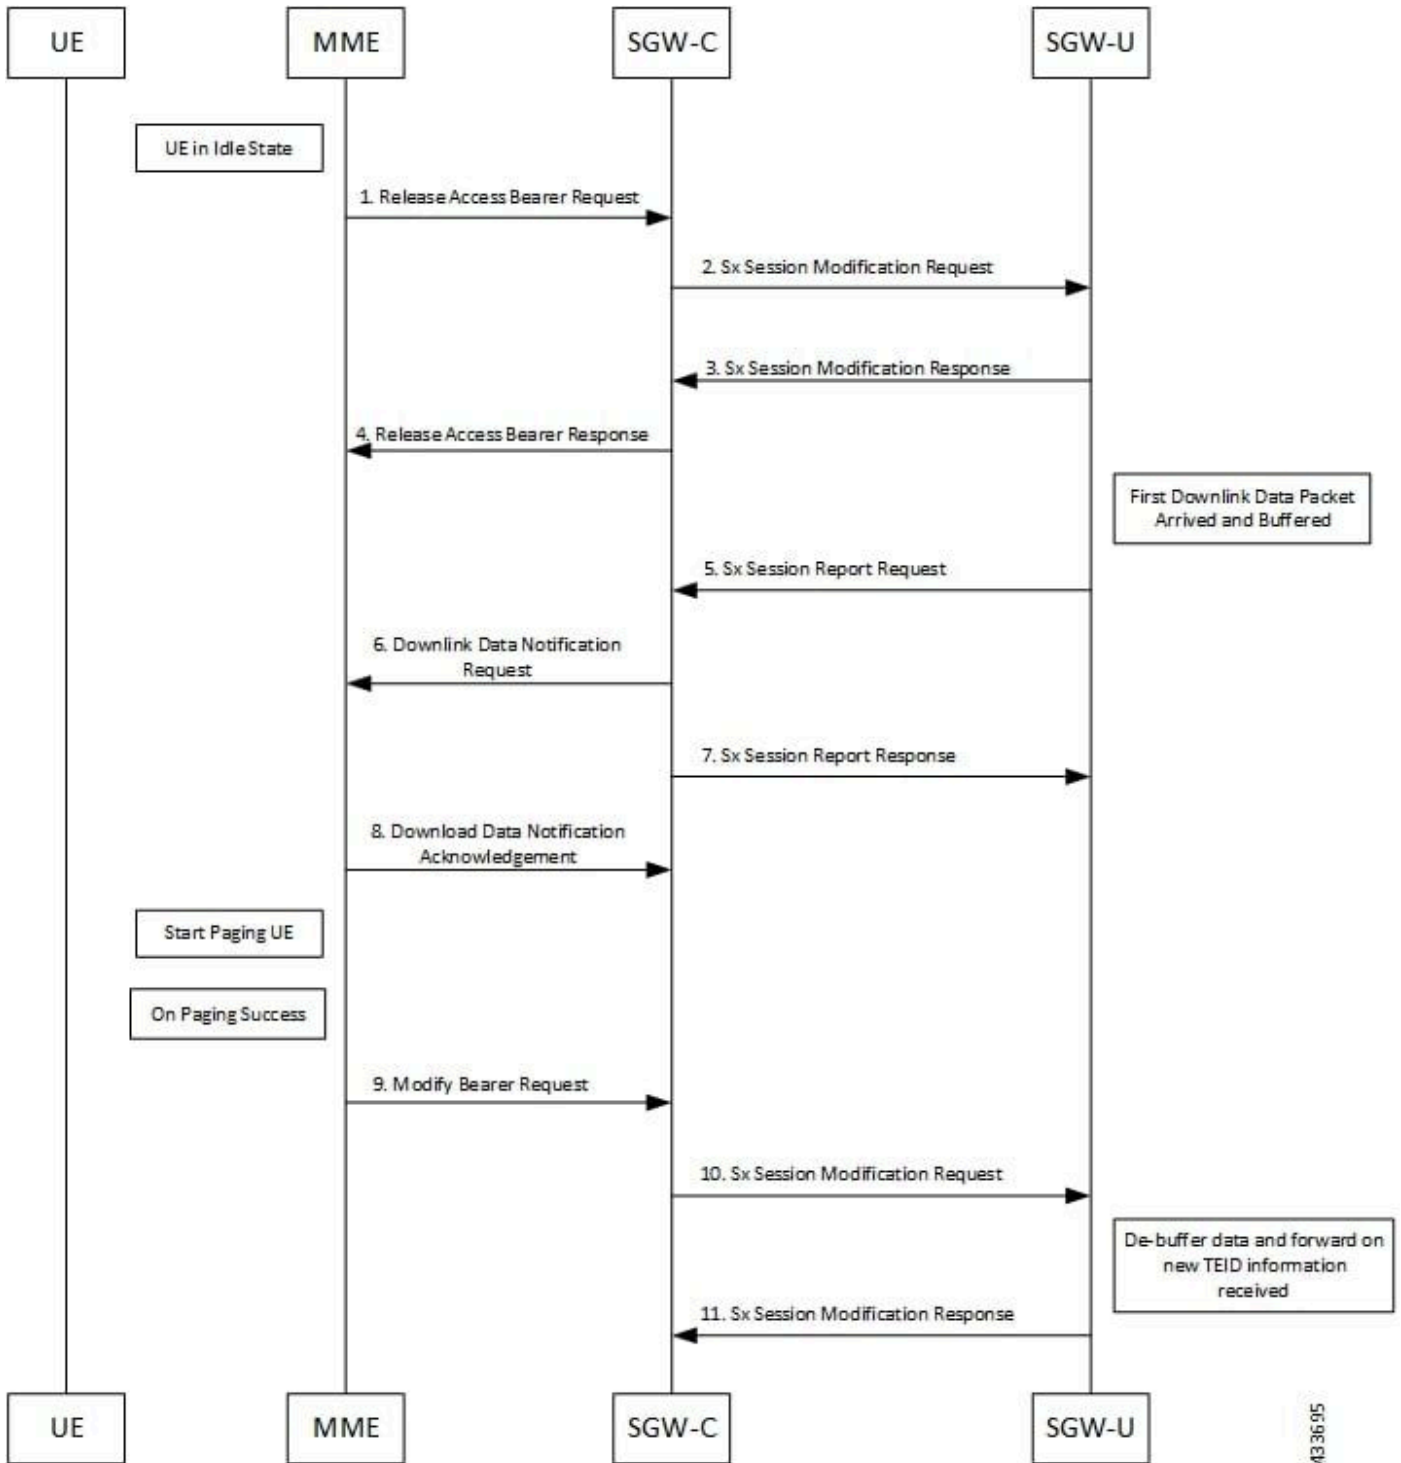 UE
MME
SGW-C
SGW-U
UE in Idle State
1. Release Access Bearer Request
2. Sx Session Modification Request
3. Sx Session Modification Response
4. Release Access Bearer Response
First Downlink Data Packet
Arrived and Buffered
5. Sx Session Report Request
6. Downlink Data Notification
Request
7. Sx Session Report Response
8. Download Data Notification
Acknowledgement
Start Paging UE
On Paging Success
9. Modify Bearer Request
10. Sx Session Modification Request
De-buffer data and forward on
new TEID information
received
11. Sx Session Modification Response
UE
MME
SGW-C
SGW-U
433695